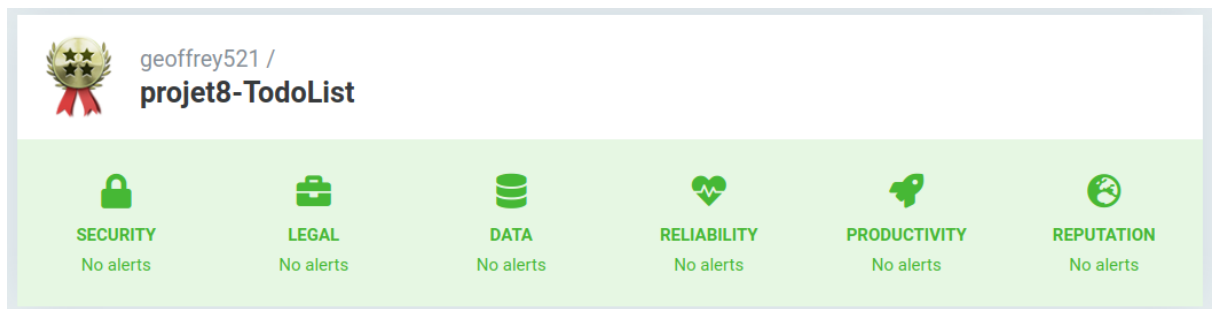 geoffrey521 /
projet8-TodoList
SECURITY LEGAL DATA RELIABILITY PRODUCTIVITY REPUTATION
No alerts No alerts No alerts No alerts No alerts No alerts